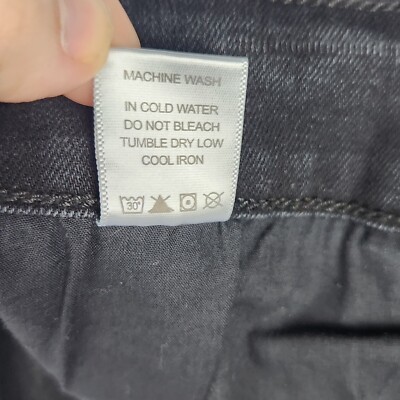 MACHINE WASH
IN COLD WATER
DO NOT BLEACH
TUMBLE DRY LOW
COOL IRON
30°